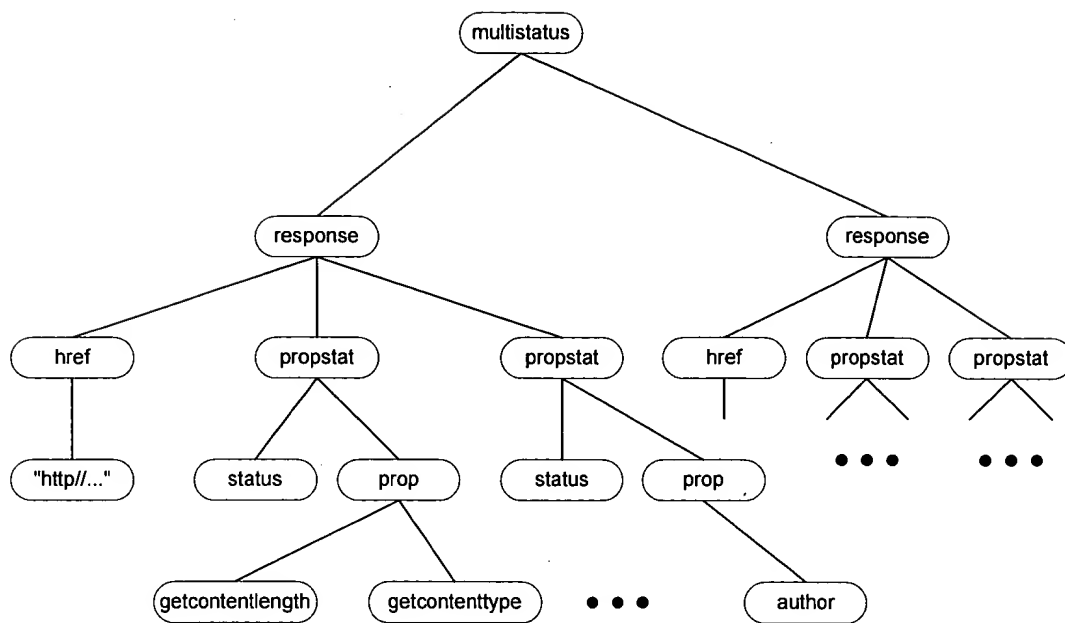 multistatus
response response
href propstat propstat href propstat propstat
"http//..." status prop status prop
getcontentlength getcontenttype author